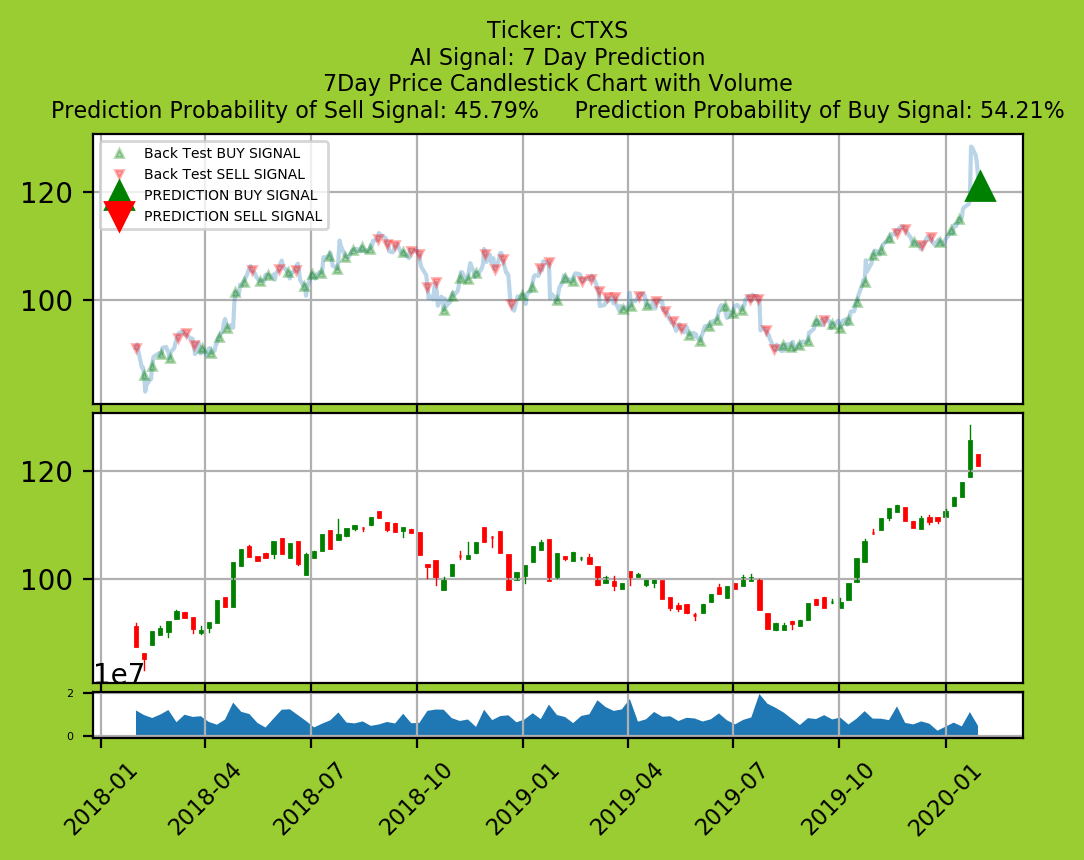 Ticker: CTXS
AI Signal: 7 Day Prediction
7Day Price Candlestick Chart with Volume
Prediction Probability of Sell Signal: 45.79% Prediction Probability of Buy Signal: 54.21%
Back Test BUY SIGNAL
Back Test SELL SIGNAL
PREDICTION BUY SIGNAL
PREDICTION SELL SIGNAL
120
100
120
100
1e7
2
0
2018-01 2018-04 2018-07 2018-10 2019-01 2019-04 2019-07 2019-10 2020-01